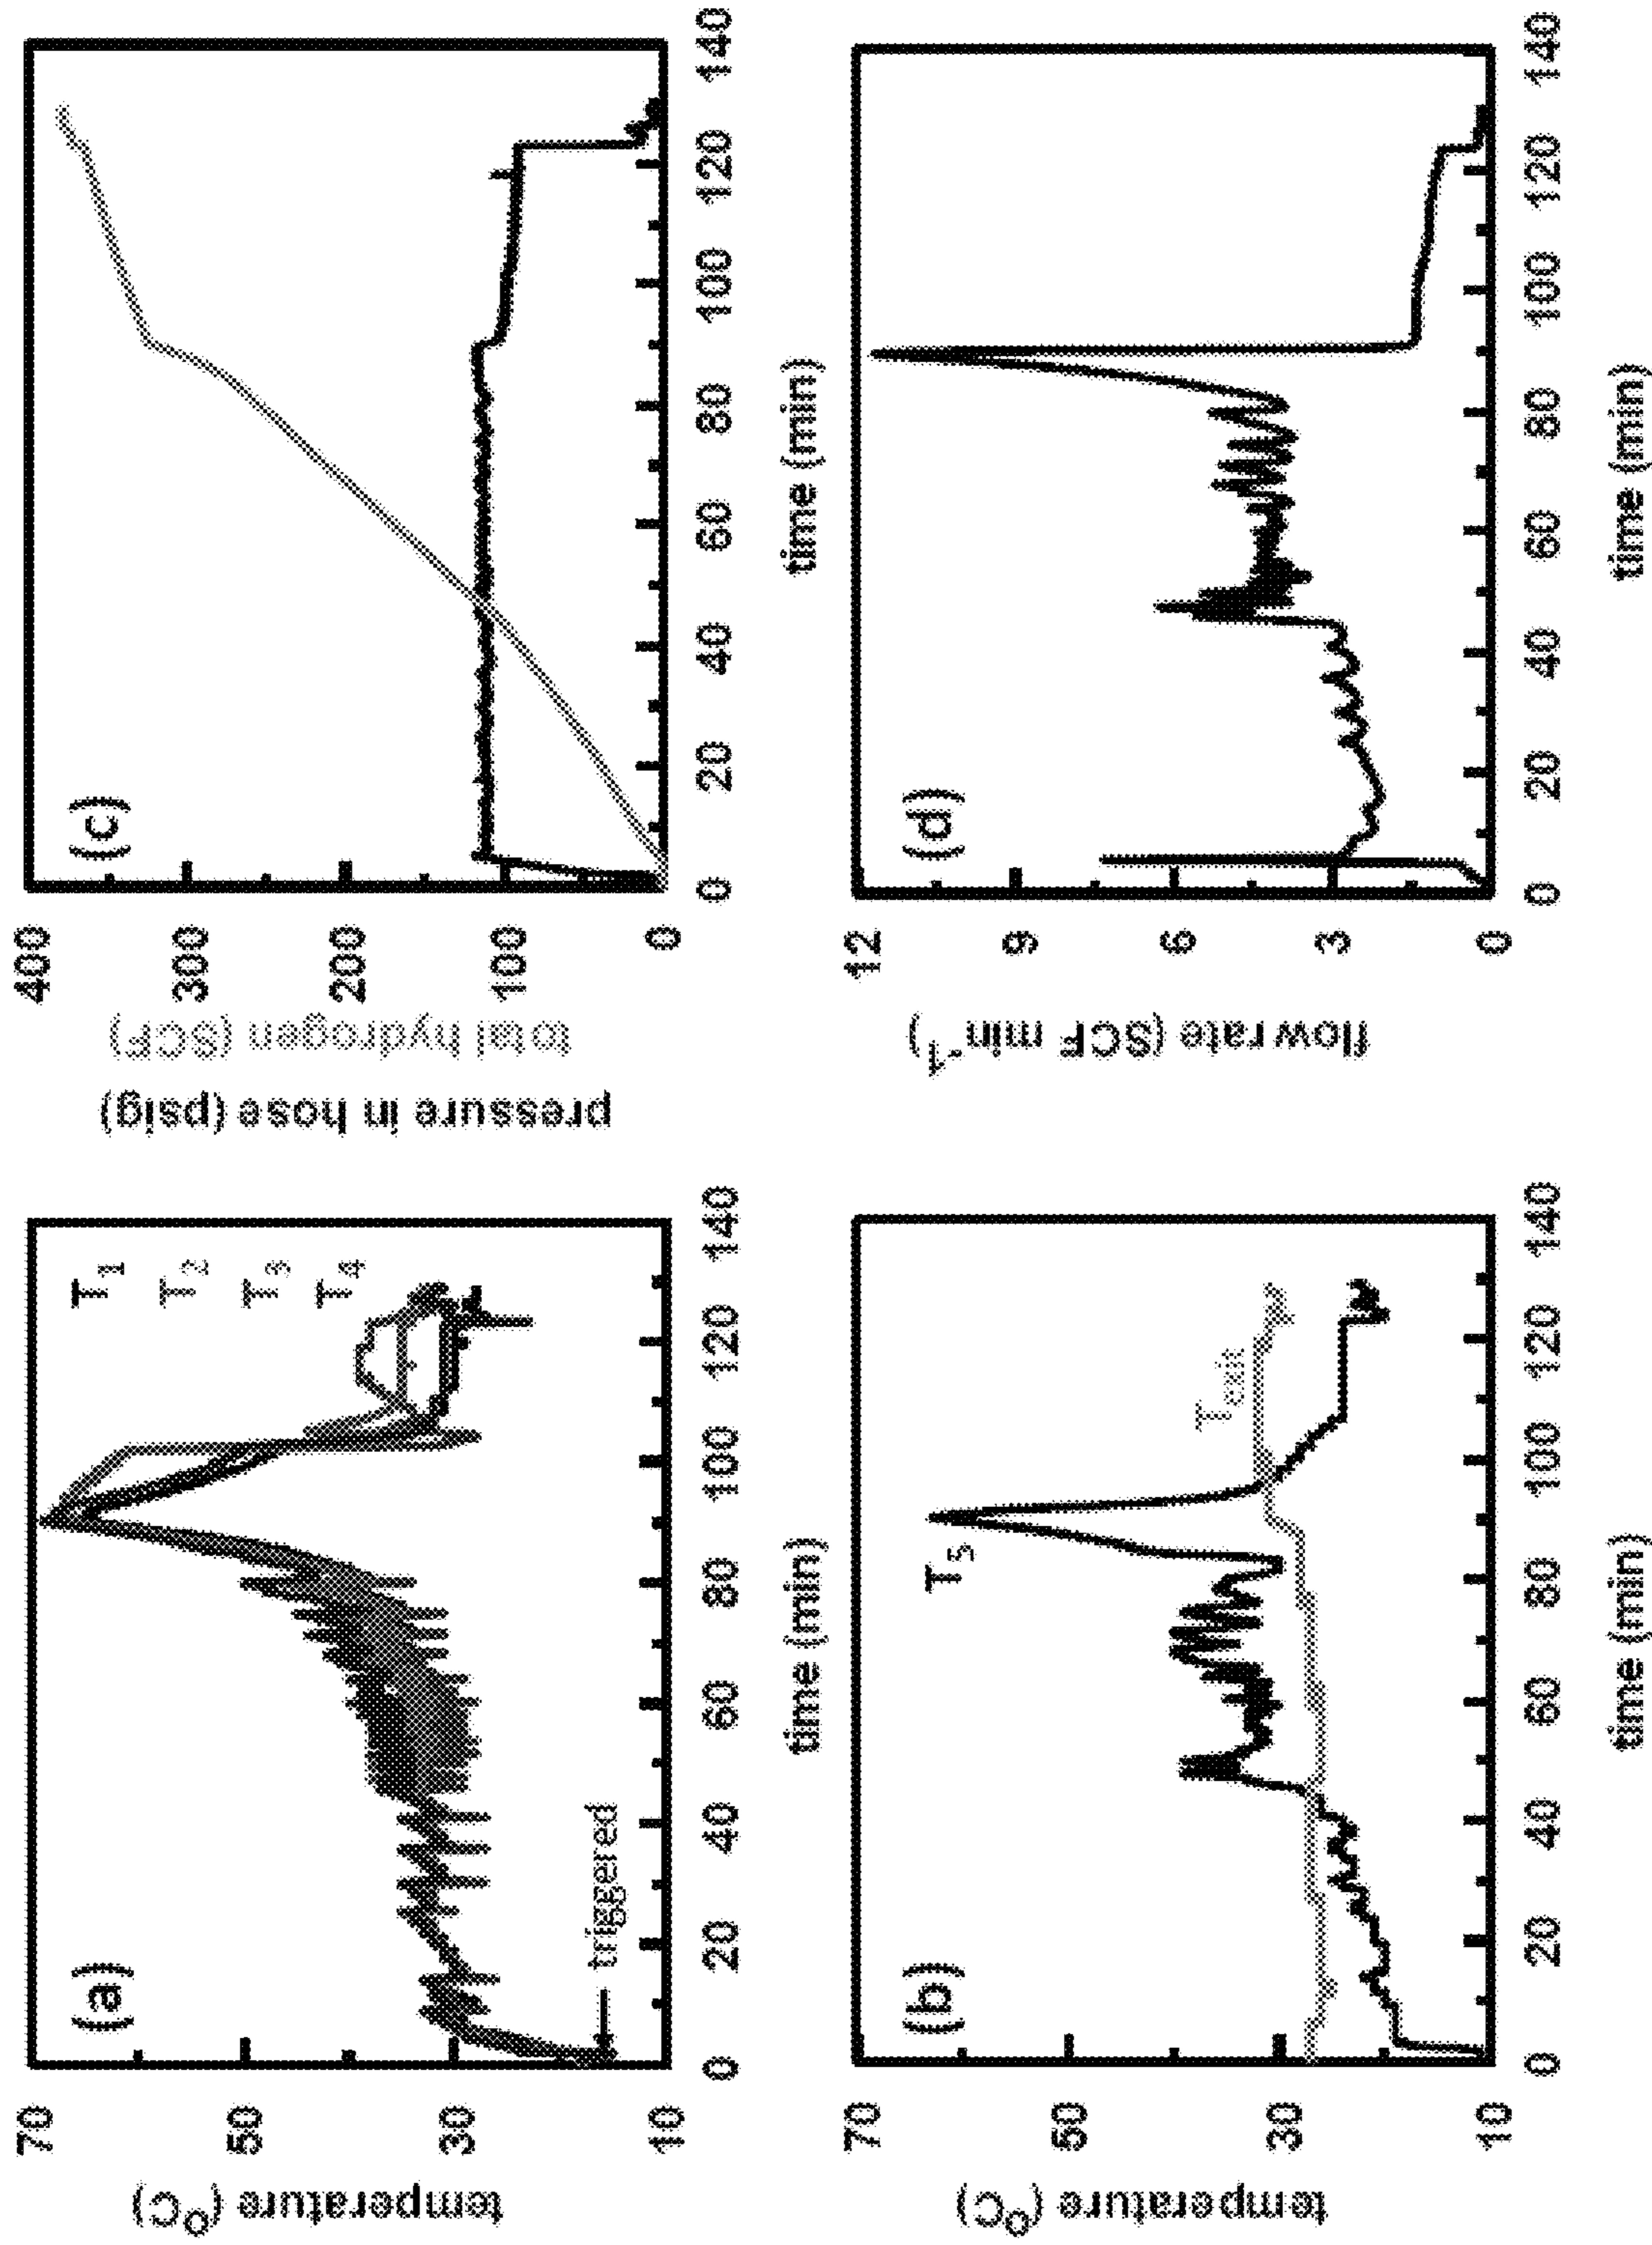 (a)
T1
T2
T3
T4
triggered
70
50
30
10
temperature (oC)
0 20 40 60 80 100 120 140
time (min)
(c)
400
300
200
100
0
total hydrogen (SCF)
pressure in hose (psig)
0 20 40 60 80 100 120 140
time (min)
(b)
T5
Texit
70
50
30
10
temperature (oC)
0 20 40 60 80 100 120 140
time (min)
(d)
12
9
6
3
0
flow rate (SCF min-1)
0 20 40 60 80 100 120 140
time (min)